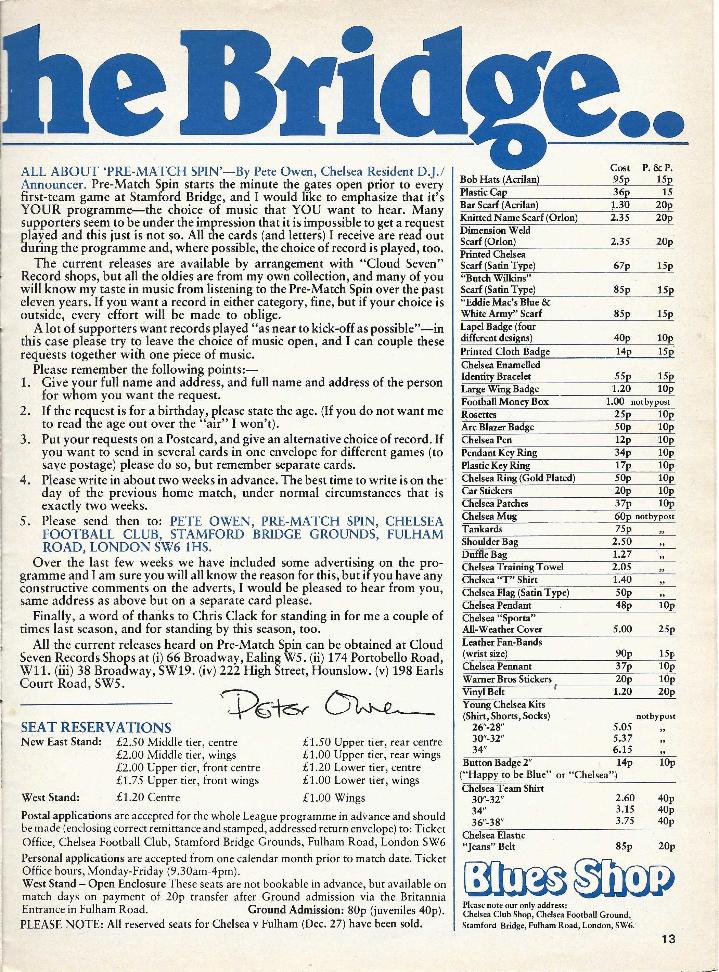 he Bridge..
ALL ABOUT 'PRE-MATCH SPIN'—By Pete Owen, Chelsea Resident D.J./
Announcer. Pre-Match Spin starts the minute the gates open prior to every
first-team game at Stamford Bridge, and I would like to emphasize that it's
YOUR programme—the choice of music that YOU want to hear. Many
supporters seem to be under the impression that it is impossible to get a request
played and this just is not so. All the cards (and letters) I receive are read out
during the programme and, where possible, the choice of record is played, too.
The current releases are available by arrangement with "Cloud Seven"
Record shops, but all the oldies are from my own collection, and many of you
will know my taste in music from listening to the Pre-Match Spin over the past
eleven years. If you want a record in either category, fine, but if your choice is
outside, every effort will be made to oblige.
A lot of supporters want records played "as near to kick-off as possible"—in
this case please try to leave the choice of music open, and I can couple these
requests together with one piece of music.
Please remember the following points:—
1. Give your full name and address, and full name and address of the person
for whom you want the request.
2. If the request is for a birthday, please state the age. (If you do not want me
to read the age out over the "air" I won't).
3. Put your requests on a Postcard, and give an alternative choice of record. If
you want to send in several cards in one envelope for different games (to
save postage) please do so, but remember separate cards.
4. Please write in about two weeks in advance. The best time to write is on the
day of the previous home match, under normal circumstances that is
exactly two weeks.
5. Please send then to: PETE OWEN, PRE-MATCH SPIN, CHELSEA
FOOTBALL CLUB, STAMFORD BRIDGE GROUNDS, FULHAM
ROAD, LONDON SW6 1HS.
Over the last few weeks we have included some advertising on the pro-
gramme and I am sure you will all know the reason for this, but if you have any
constructive comments on the adverts, I would be pleased to hear from you,
same address as above but on a separate card please.
Finally, a word of thanks to Chris Clack for standing in for me a couple of
times last season, and for standing by this season, too.
All the current releases heard on Pre-Match Spin can be obtained at Cloud
Seven Records Shops at (i) 66 Broadway, Ealing W5. (ii) 174 Portobello Road,
W11. (iii) 38 Broadway, SW19. (iv) 222 High Street, Hounslow. (v) 198 Earls
Court Road, SW5.
Peter Owen
SEAT RESERVATIONS
New East Stand: £2.50 Middle tier, centre £1.50 Upper tier, rear centre
£2.00 Middle tier, wings £1.00 Upper tier, rear wings
£2.00 Upper tier, front centre £1.20 Lower tier, centre
£1.75 Upper tier, front wings £1.00 Lower tier, wings
West Stand: £1.20 Centre £1.00 Wings
Postal applications are accepted for the whole League programme in advance and should
be made (enclosing correct remittance and stamped, addressed return envelope) to: Ticket
Office, Chelsea Football Club, Stamford Bridge Grounds, Fulham Road, London SW6
Personal applications are accepted from one calendar month prior to match date. Ticket
Office hours, Monday-Friday (9.30am-4pm).
West Stand – Open Enclosure These seats are not bookable in advance, but available on
match days on payment of 20p transfer after Ground admission via the Britannia
Entrance in Fulham Road. Ground Admission: 80p (juveniles 40p).
PLEASE NOTE: All reserved seats for Chelsea v Fulham (Dec. 27) have been sold.
Cost P. & P.
Bob Hats (Acrilan) 95p 15p
Plastic Cap 36p 15
Bar Scarf (Acrilan) 1.30 20p
Knitted Name Scarf (Orlon) 2.35 20p
Dimension Weld
Scarf (Orlon) 2.35 20p
Printed Chelsea
Scarf (Satin Type) 67p 15p
"Butch Wilkins"
Scarf (Satin Type) 85p 15p
"Eddie Mac's Blue &
White Army" Scarf 85p 15p
Lapel Badge (four
different designs) 40p 10p
Printed Cloth Badge 14p 15p
Chelsea Enamelled
Identity Bracelet 55p 15p
Large Wing Badge 1.20 10p
Football Money Box 1.00 not by post
Rosettes 25p 10p
Arc Blazer Badge 50p 10p
Chelsea Pen 12p 10p
Pendant Key Ring 34p 10p
Plastic Key Ring 17p 10p
Chelsea Ring (Gold Plated) 50p 10p
Car Stickers 20p 10p
Chelsea Patches 37p 10p
Chelsea Mug 60p not by post
Tankards 75p ,,
Shoulder Bag 2.50 ,,
Duffle Bag 1.27 ,,
Chelsea Training Towel 2.05 ,,
Chelsea "T" Shirt 1.40 ,,
Chelsea Flag (Satin Type) 50p ,,
Chelsea Pendant 48p 10p
Chelsea "Sporta"
All-Weather Cover 5.00 25p
Leather Fan-Bands
(wrist size) 90p 15p
Chelsea Pennant 37p 10p
Warner Bros Stickers 20p 10p
Vinyl Belt 1.20 20p
Young Chelsea Kits
(Shirt, Shorts, Socks) not by post
26"-28" 5.05 ,,
30"-32" 5.37 ,,
34" 6.15 ,,
Button Badge 2" 14p 10p
("Happy to be Blue" or "Chelsea")
Chelsea Team Shirt
30"-32" 2.60 40p
34" 3.15 40p
36"-38" 3.75 40p
Chelsea Elastic
"Jeans" Belt 85p 20p
Blues Shop
Please note our only address:
Chelsea Club Shop, Chelsea Football Ground,
Stamford Bridge, Fulham Road, London, SW6.
13